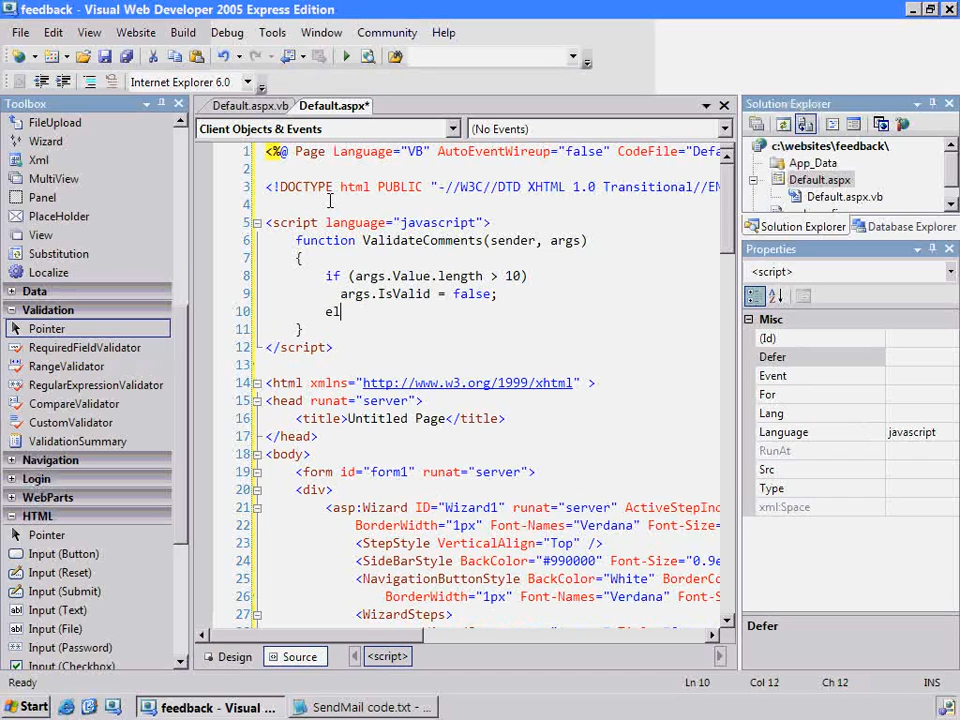 feedback - Visual Web Developer 2005 Express Edition
File Edit View Website Build Debug Tools Window Community Help
Internet Explorer 6.0
Toolbox
FileUpload
Wizard
Xml
MultiView
Panel
PlaceHolder
View
Substitution
Localize
Data
Validation
Pointer
RequiredFieldValidator
RangeValidator
RegularExpressionValidator
CompareValidator
CustomValidator
ValidationSummary
Navigation
Login
WebParts
HTML
Pointer
Input (Button)
Input (Reset)
Input (Submit)
Input (Text)
Input (File)
Input (Password)
Input (Checkbox)
Default.aspx.vb Default.aspx*
Client Objects & Events (No Events)
1 <%@ Page Language="VB" AutoEventWireup="false" CodeFile="Defa
2
3 <!DOCTYPE html PUBLIC "-//W3C//DTD XHTML 1.0 Transitional//EN
4
5 <script language="javascript">
6 function ValidateComments(sender, args)
7 {
8 if (args.Value.length > 10)
9 args.IsValid = false;
10 el
11 }
12 </script>
13
14 <html xmlns="http://www.w3.org/1999/xhtml" >
15 <head runat="server">
16 <title>Untitled Page</title>
17 </head>
18 <body>
19 <form id="form1" runat="server">
20 <div>
21 <asp:Wizard ID="Wizard1" runat="server" ActiveStepInd
22 BorderWidth="1px" Font-Names="Verdana" Font-Size=
23 <StepStyle VerticalAlign="Top" />
24 <SideBarStyle BackColor="#990000" Font-Size="0.9e
25 <NavigationButtonStyle BackColor="White" BorderCo
26 BorderWidth="1px" Font-Names="Verdana" Font-S
27 <WizardSteps>
Design Source <script>
Solution Explorer
c:\websites\feedback\
App_Data
Default.aspx
Default.aspx.vb
Solution Explorer Database Explorer
Properties
<script>
Misc
(Id)
Defer
Event
For
Lang
Language javascript
RunAt
Src
Type
xml:Space
Defer
Ready Ln 10 Col 12 Ch 12 INS
Start feedback - Visual ... SendMail code.txt - ...